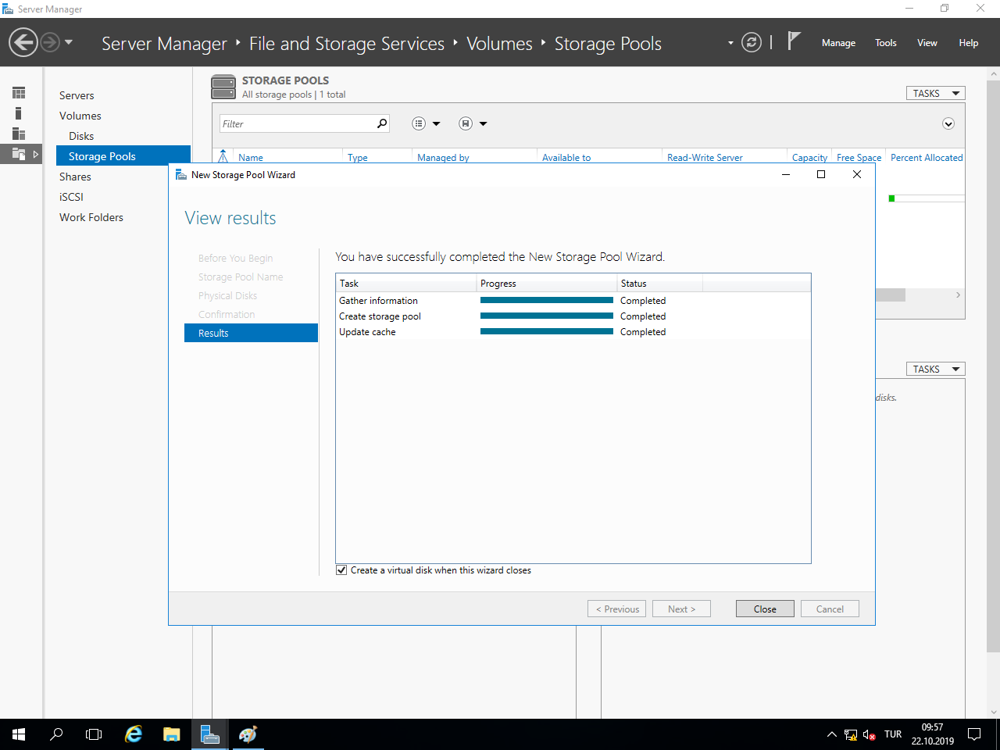 Server Manager
Server Manager ‣ File and Storage Services ‣ Volumes ‣ Storage Pools
Manage Tools View Help
Servers
Volumes
Disks
Storage Pools
Shares
iSCSI
Work Folders
STORAGE POOLS
All storage pools | 1 total
TASKS
Filter
Name Type Managed by Available to Read-Write Server Capacity Free Space Percent Allocated
New Storage Pool Wizard
View results
Before You Begin
Storage Pool Name
Physical Disks
Confirmation
Results
You have successfully completed the New Storage Pool Wizard.
Task Progress Status
Gather information Completed
Create storage pool Completed
Update cache Completed
Create a virtual disk when this wizard closes
< Previous Next > Close Cancel
TASKS
disks.
TUR
09:57
22.10.2019